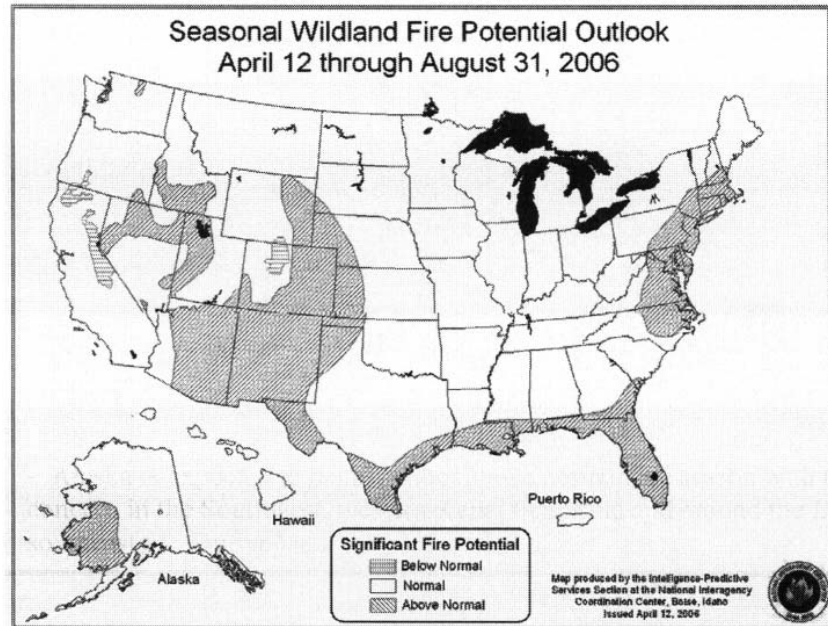 Seasonal Wildland Fire Potential Outlook
April 12 through August 31, 2006
Puerto Rico
Hawaii
Alaska
Significant Fire Potential
Below Normal
Normal
Above Normal
Map produced by the Intelligence-Predictive
Services Section at the National Interagency
Coordination Center, Boise, Idaho
Issued April 12, 2006